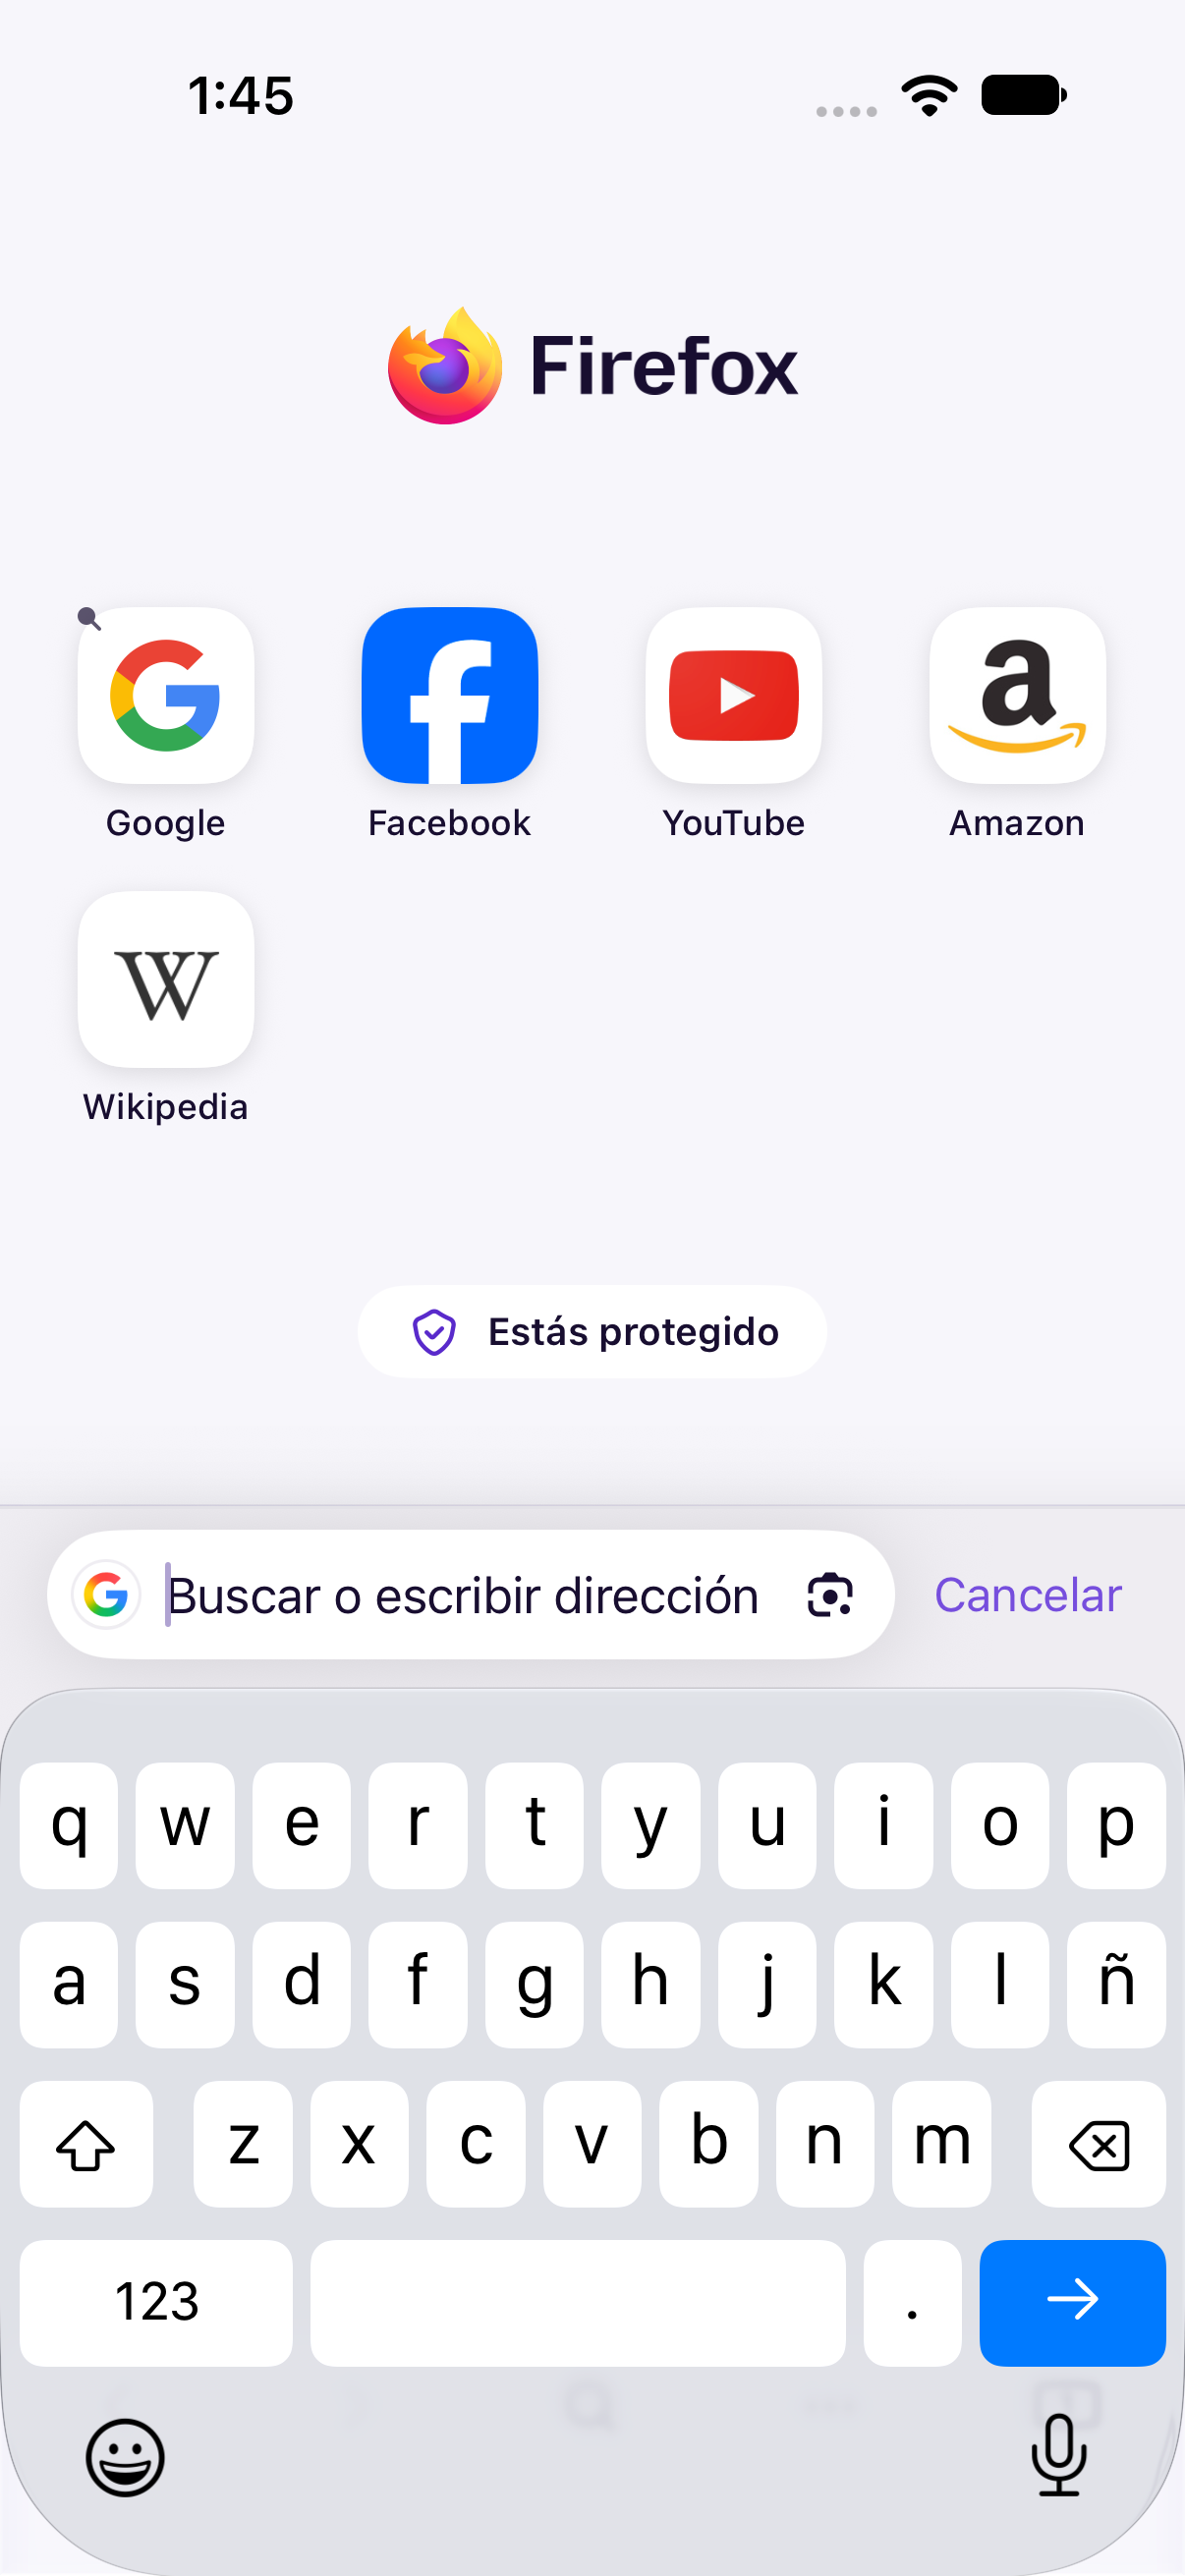 1:45
Firefox
Google
Facebook
YouTube
Amazon
W
Wikipedia
Estás protegido
Buscar o escribir dirección
Cancelar
q w e r t y u i o p
a s d f g h j k l ñ
z x c v b n m
123 .